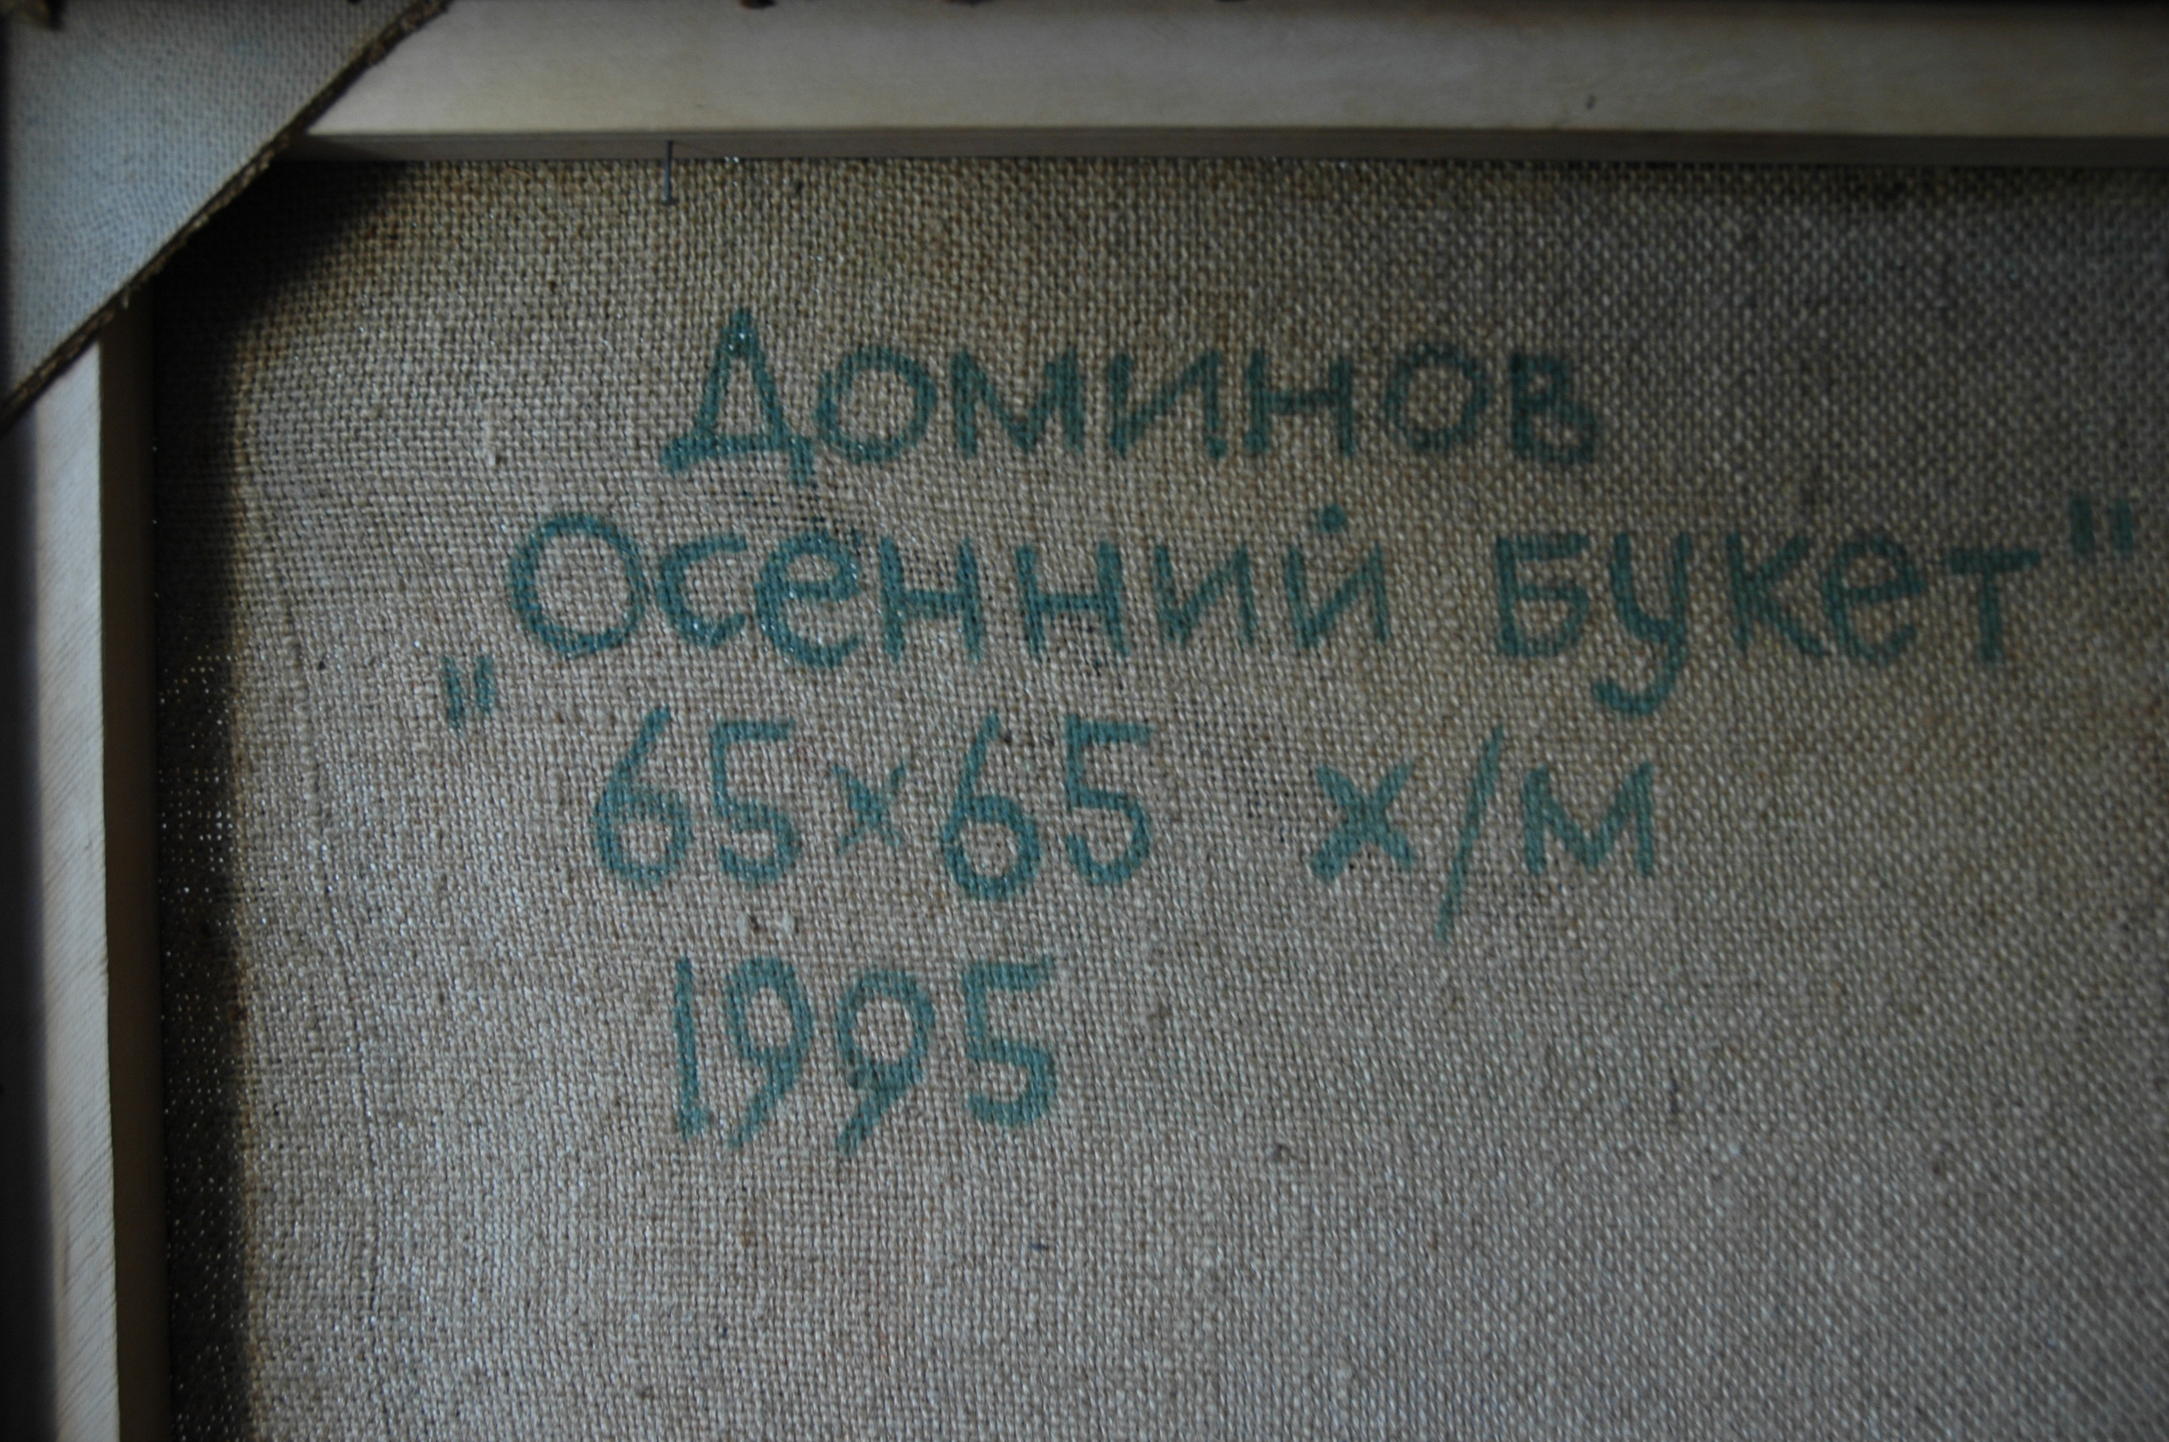 Доминов
"Осенний Букет"
65×65 х/м
1995